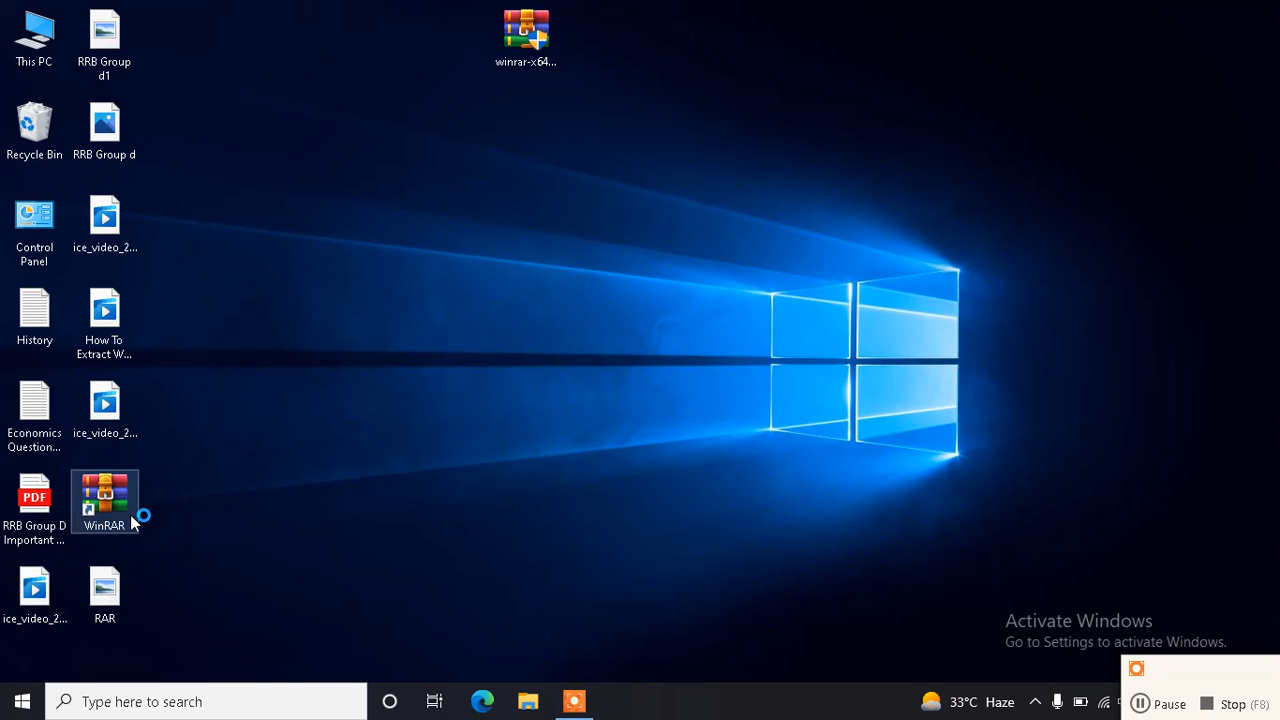 This PC
RRB Group
d1
winrar-x64...
Recycle Bin
RRB Group d
Control
Panel
ice_video_2...
History
How To
Extract W...
Economics
Question...
ice_video_2...
PDF
RRB Group D
Important ...
WinRAR
ice_video_2...
RAR
Activate Windows
Go to Settings to activate Windows.
Type here to search
33°C Haze
Pause
Stop (F8)